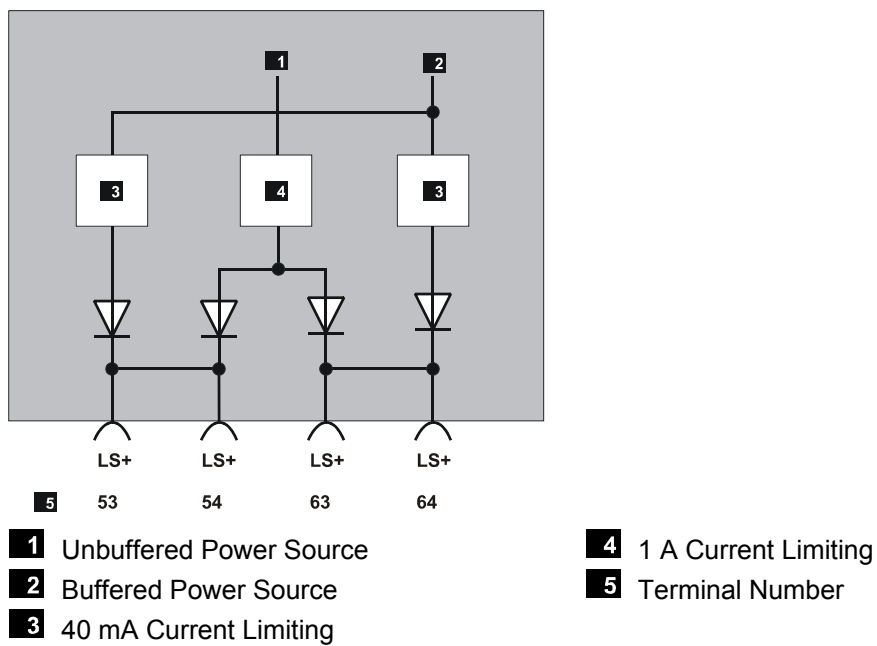 1 2
3 4 3
LS+ LS+ LS+ LS+
5 53 54 63 64
1 Unbuffered Power Source
2 Buffered Power Source
3 40 mA Current Limiting
4 1 A Current Limiting
5 Terminal Number